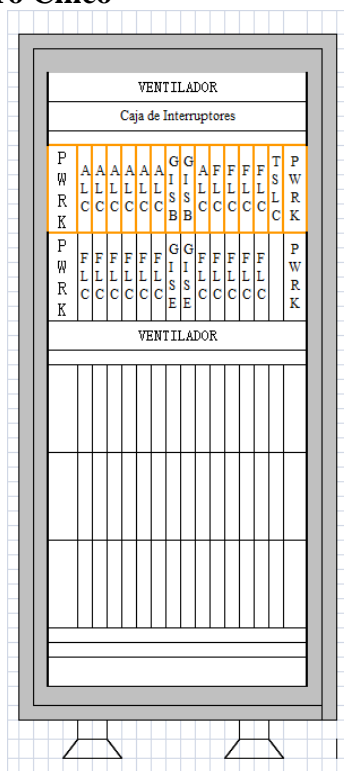 ro Cinco
VENTILADOR
Caja de Interruptores
PWRK ALC ALC ALC ALC ALC ALC GISB GISB ALC FLC FLC FLC FLC TSLC PWRK
PWRK FLC FLC FLC FLC FLC FLC GISE GISE FLC FLC FLC FLC FLC PWRK
VENTILADOR